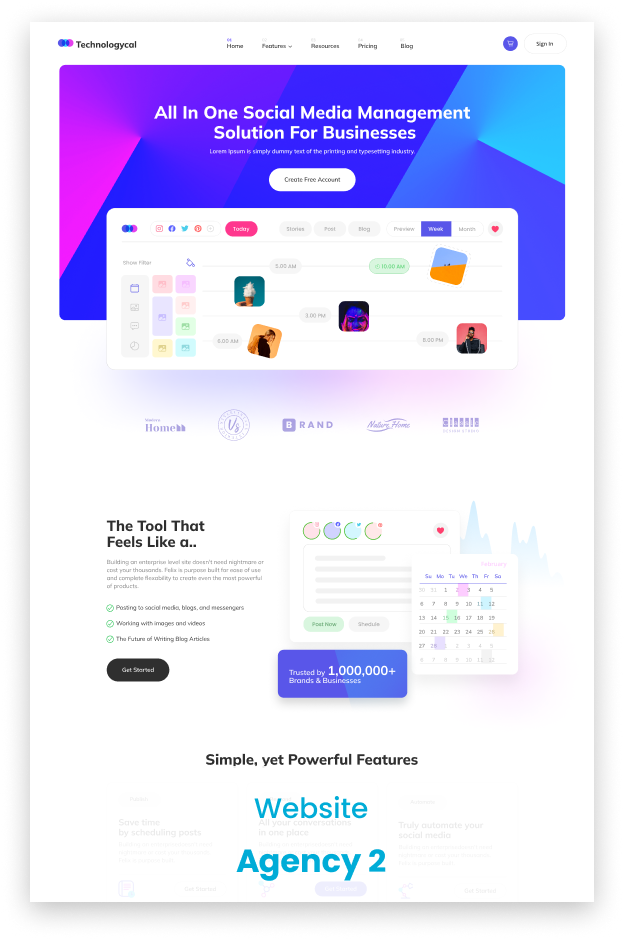 Technologycal
Home
Features
Resources
Pricing
Blog
Sign In
All In One Social Media Management
Solution For Businesses
Lorem Ipsum is simply dummy text of the printing and typesetting industry.
Create Free Account
Today
Stories
Post
Blog
Preview
Week
Month
Show Filter
5.00 AM
10.00 AM
3.00 PM
6.00 AM
8.00 PM
Home
Vs
B BRAND
Nature Home
Classic
The Tool That
Feels Like a..
Building an enterprise level site doesn't need nightmare or
cost your thousands. Felix is purpose built for ease of use
and complete flexability to create even the most powerful
of products.
Posting to social media, blogs, and messengers
Working with images and videos
The Future of Writing Blog Articles
Get Started
Post Now
Shedule
February
Su Mo Tu We Th Fr Sa
30 31 1 2 3 4 5
6 7 8 9 10 11 12
13 14 15 16 17 18 19
20 21 22 23 24 25 26
27 28 1 2 3 4 5
6 7 8 9 10 11 12
Trusted by 1,000,000+
Brands & Businesses
Simple, yet Powerful Features
Save time
by scheduling posts
All your conversations
in one place
Truly automate your
social media
Get Started
Get Started
Website
Agency 2